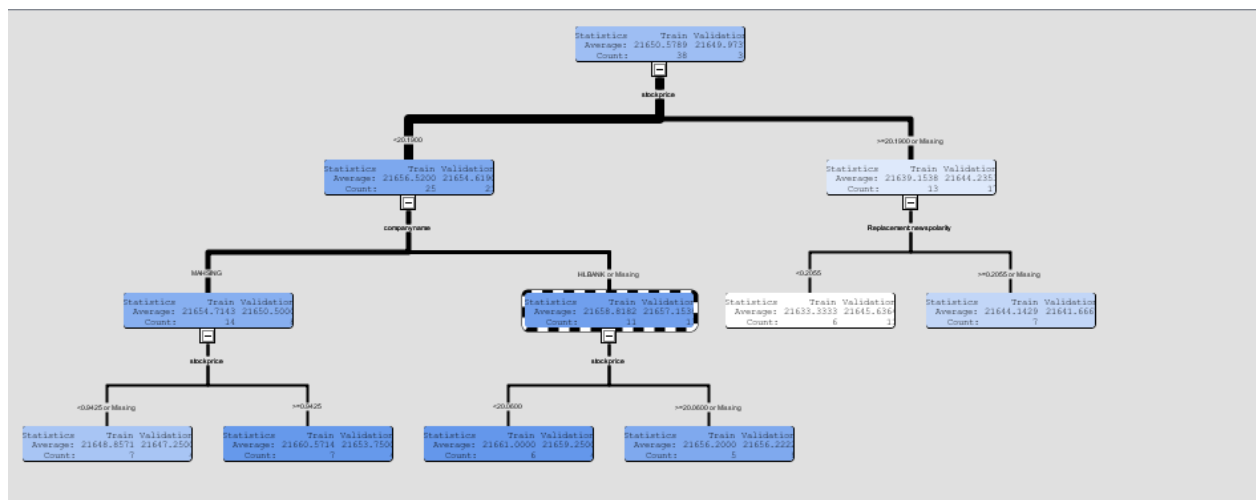 Statistics Train Validation
Average: 21650.5789 21649.973
Count: 38 3
stockprice
<20.1900
>=20.1900 or Missing
Statistics Train Validation
Average: 21656.5200 21654.6190
Count: 25 2
Statistics Train Validation
Average: 21639.1538 21644.235
Count: 13 1
companyname
Replacement newspolarity
MAHSING
HLBANK or Missing
<0.2055
>=0.2055 or Missing
Statistics Train Validation
Average: 21654.7143 21650.500
Count: 14
Statistics Train Validation
Average: 21658.8182 21657.153
Count: 11 1
Statistics Train Validation
Average: 21633.3333 21645.636
Count: 6 1
Statistics Train Validation
Average: 21644.1429 21641.666
Count: 7
stockprice
stockprice
<0.9425 or Missing
>=0.9425
<20.0600
>=20.0600 or Missing
Statistics Train Validation
Average: 21648.8571 21647.250
Count: 7
Statistics Train Validation
Average: 21660.5714 21653.750
Count: 7
Statistics Train Validation
Average: 21661.0000 21659.250
Count: 6
Statistics Train Validation
Average: 21656.2000 21656.222
Count: 5